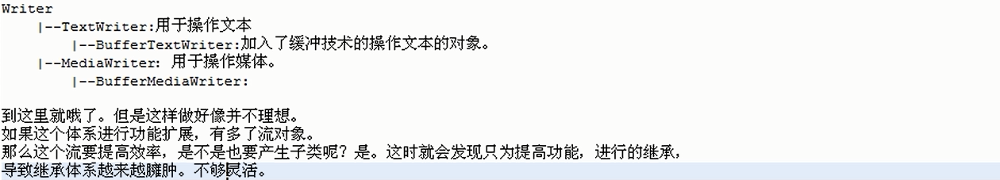 Writer
    |--TextWriter:用于操作文本
        |--BufferTextWriter:加入了缓冲技术的操作文本的对象。
    |--MediaWriter: 用于操作媒体。
        |--BufferMediaWriter:
到这里就哦了。但是这样做好像并不理想。
如果这个体系进行功能扩展，有多了流对象。
那么这个流要提高效率，是不是也要产生子类呢？是。这时就会发现只为提高功能，进行的继承，
导致继承体系越来越臃肿。不够灵活。